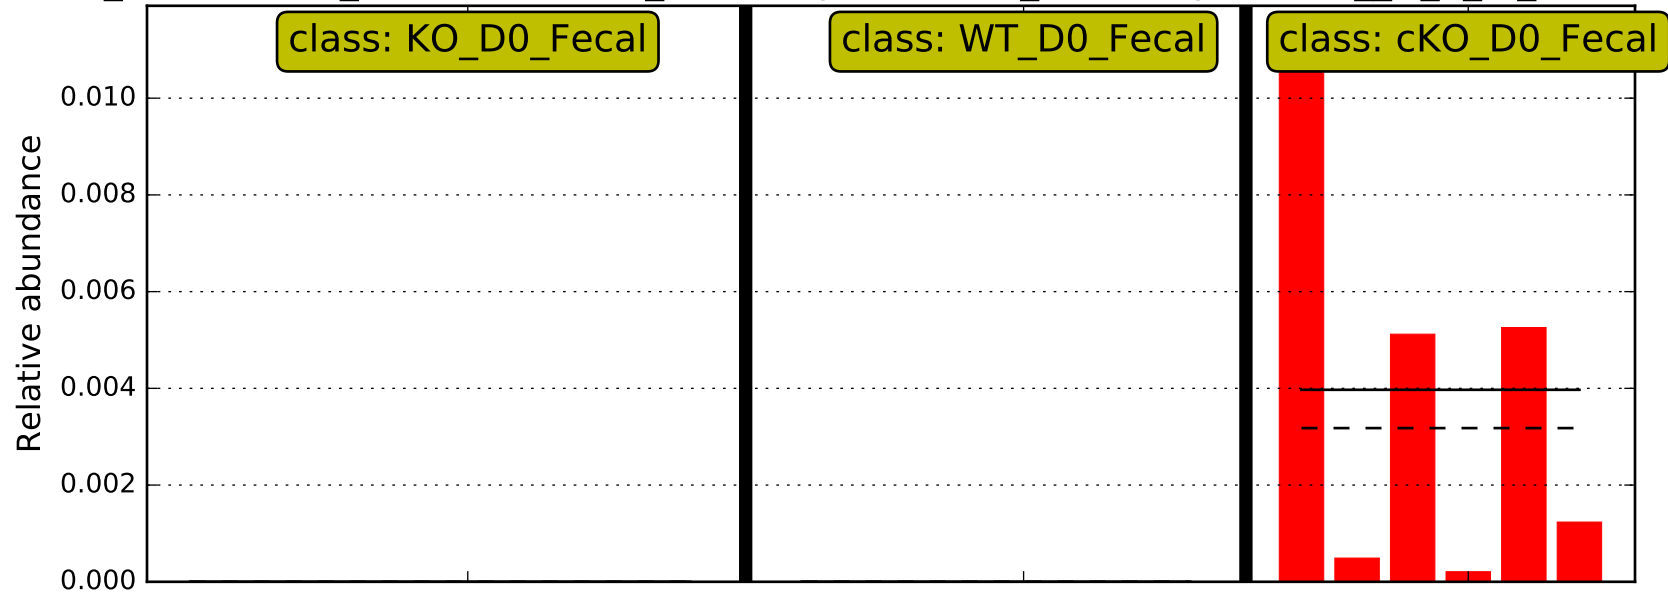 class: KO_D0_Fecal
class: WT_D0_Fecal
class: cKO_D0_Fecal
Relative abundance
0.010
0.008
0.006
0.004
0.002
0.000